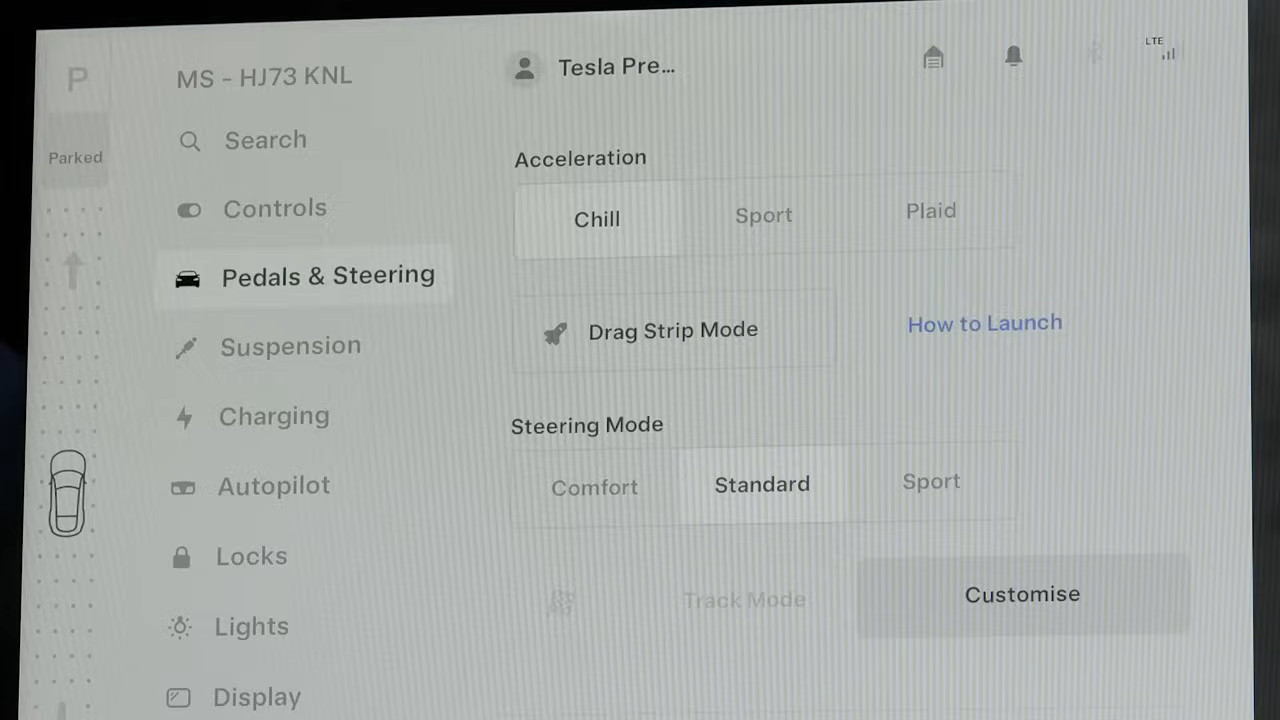 P
Parked
MS - HJ73 KNL
Search
Controls
Pedals & Steering
Suspension
Charging
Autopilot
Locks
Lights
Display
Tesla Pre...
LTE
Acceleration
Chill Sport Plaid
Drag Strip Mode How to Launch
Steering Mode
Comfort Standard Sport
Track Mode Customise